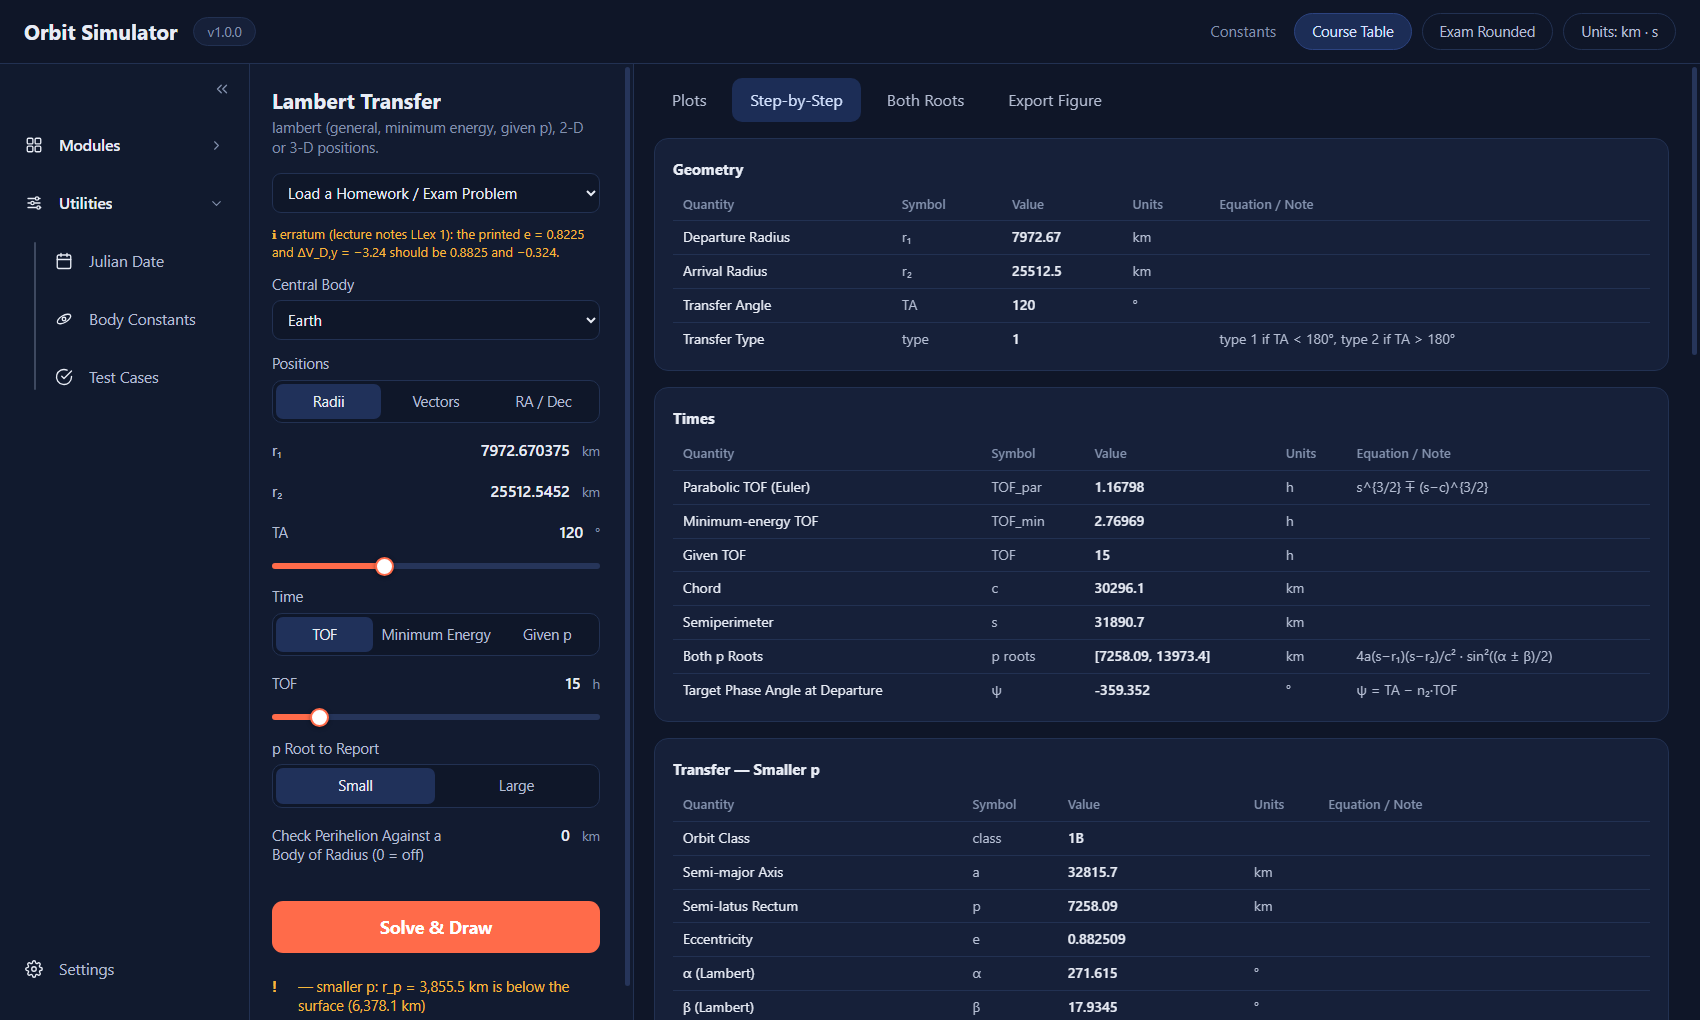 Orbit Simulator v1.0.0
Constants Course Table Exam Rounded Units: km · s
Modules
Utilities
Julian Date
Body Constants
Test Cases
Settings
Lambert Transfer
lambert (general, minimum energy, given p), 2-D
or 3-D positions.
Load a Homework / Exam Problem
ℹ erratum (lecture notes LLex 1): the printed e = 0.8225
and ΔV_D,y = −3.24 should be 0.8825 and −0.324.
Central Body
Earth
Positions
Radii Vectors RA / Dec
r₁ 7972.670375 km
r₂ 25512.5452 km
TA 120 °
Time
TOF Minimum Energy Given p
TOF 15 h
p Root to Report
Small Large
Check Perihelion Against a 0 km
Body of Radius (0 = off)
Solve & Draw
! — smaller p: r_p = 3,855.5 km is below the
surface (6,378.1 km)
Plots Step-by-Step Both Roots Export Figure
Geometry
Quantity Symbol Value Units Equation / Note
Departure Radius r₁ 7972.67 km
Arrival Radius r₂ 25512.5 km
Transfer Angle TA 120 °
Transfer Type type 1 type 1 if TA < 180°, type 2 if TA > 180°
Times
Quantity Symbol Value Units Equation / Note
Parabolic TOF (Euler) TOF_par 1.16798 h s^{3/2} ∓ (s−c)^{3/2}
Minimum-energy TOF TOF_min 2.76969 h
Given TOF TOF 15 h
Chord c 30296.1 km
Semiperimeter s 31890.7 km
Both p Roots p roots [7258.09, 13973.4] km 4a(s−r₁)(s−r₂)/c² · sin²((α ± β)/2)
Target Phase Angle at Departure ψ -359.352 ° ψ = TA − n₂·TOF
Transfer — Smaller p
Quantity Symbol Value Units Equation / Note
Orbit Class class 1B
Semi-major Axis a 32815.7 km
Semi-latus Rectum p 7258.09 km
Eccentricity e 0.882509
α (Lambert) α 271.615 °
β (Lambert) β 17.9345 °